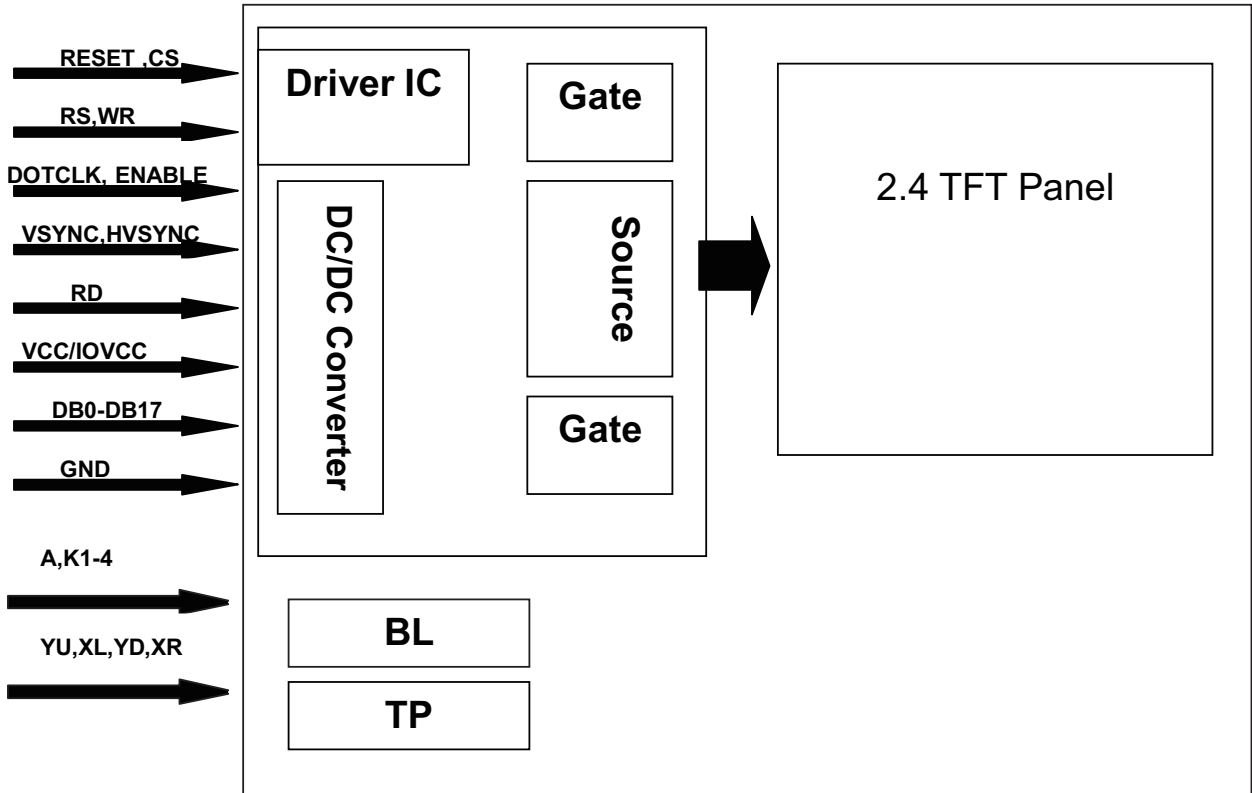 RESET ,CS
RS,WR
DOTCLK, ENABLE
VSYNC,HVSYNC
RD
VCC/IOVCC
DB0-DB17
GND
A,K1-4
YU,XL,YD,XR
Driver IC
DC/DC Converter
Gate
Source
Gate
BL
TP
2.4 TFT Panel